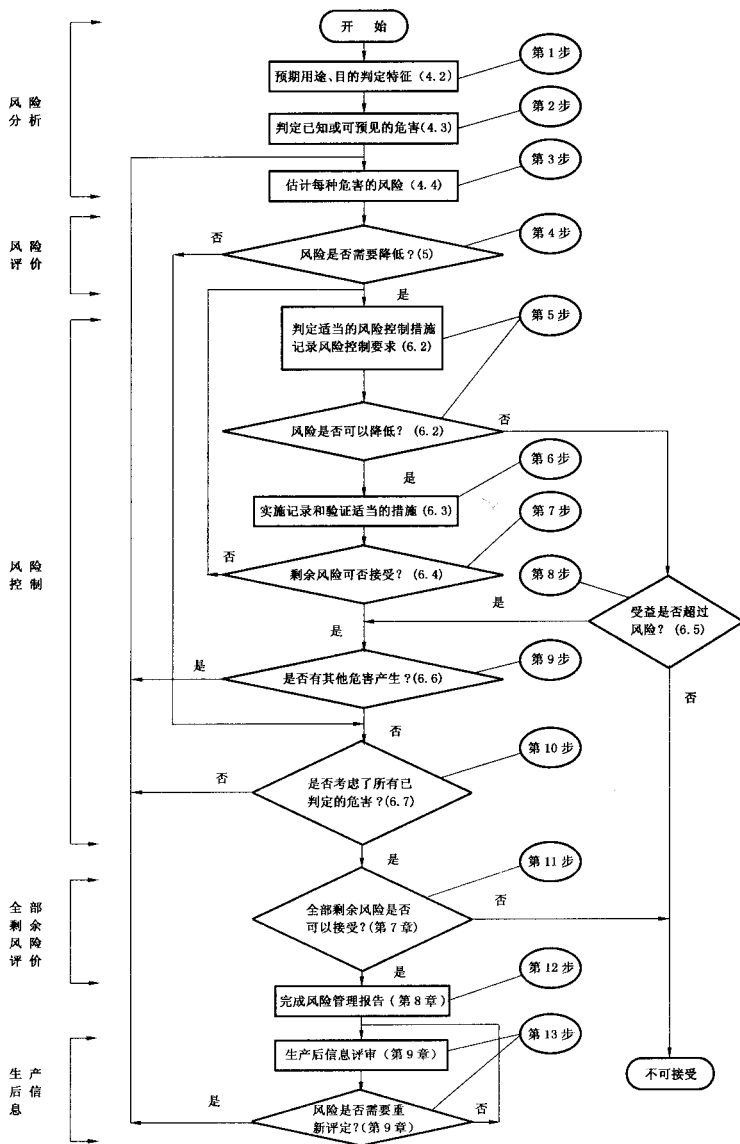 开 始
第1步
预期用途、目的判定特征(4.2)
第2步
风 险
分 析
判定已知或可预见的危害(4.3)
第3步
估计每种危害的风险 (4.4)
第4步
否
风 险
评 价
风险是否需要降低?(5)
是
第5步
判定适当的风险控制措施
记录风险控制要求(6.2)
否
风险是否可以降低? (6.2)
第6步
是
实施记录和验证适当的措施(6.3)
第7步
否
风 险
控 制
剩余风险可否接受? (6.4)
第8步
是
受益是否超过
风险? (6.5)
是
第9步
是
是否有其他危害产生?(6.6)
否
否
第10步
否
是否考虑了所有已
判定的危害?(6.7)
是
第11步
全 部
剩 余
风 险
评 价
全部剩余风险是否
可以接受?(第7章)
否
是
第12步
完成风险管理报告(第8章)
第13步
生产后信息评审(第9章)
不可接受
生 产
后 信
息
是
风险是否需要重
新评定?(第9章)
否